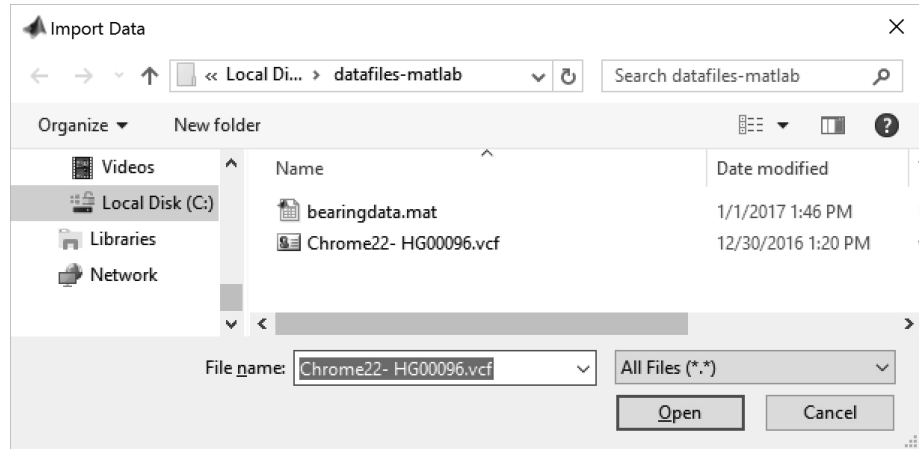 Import Data
« Local Di... › datafiles-matlab
Search datafiles-matlab
Organize
New folder
?
Videos
Local Disk (C:)
Libraries
Network
Name
Date modified
bearingdata.mat
1/1/2017 1:46 PM
Chrome22- HG00096.vcf
12/30/2016 1:20 PM
File name:
Chrome22- HG00096.vcf
All Files (*.*)
Open
Cancel